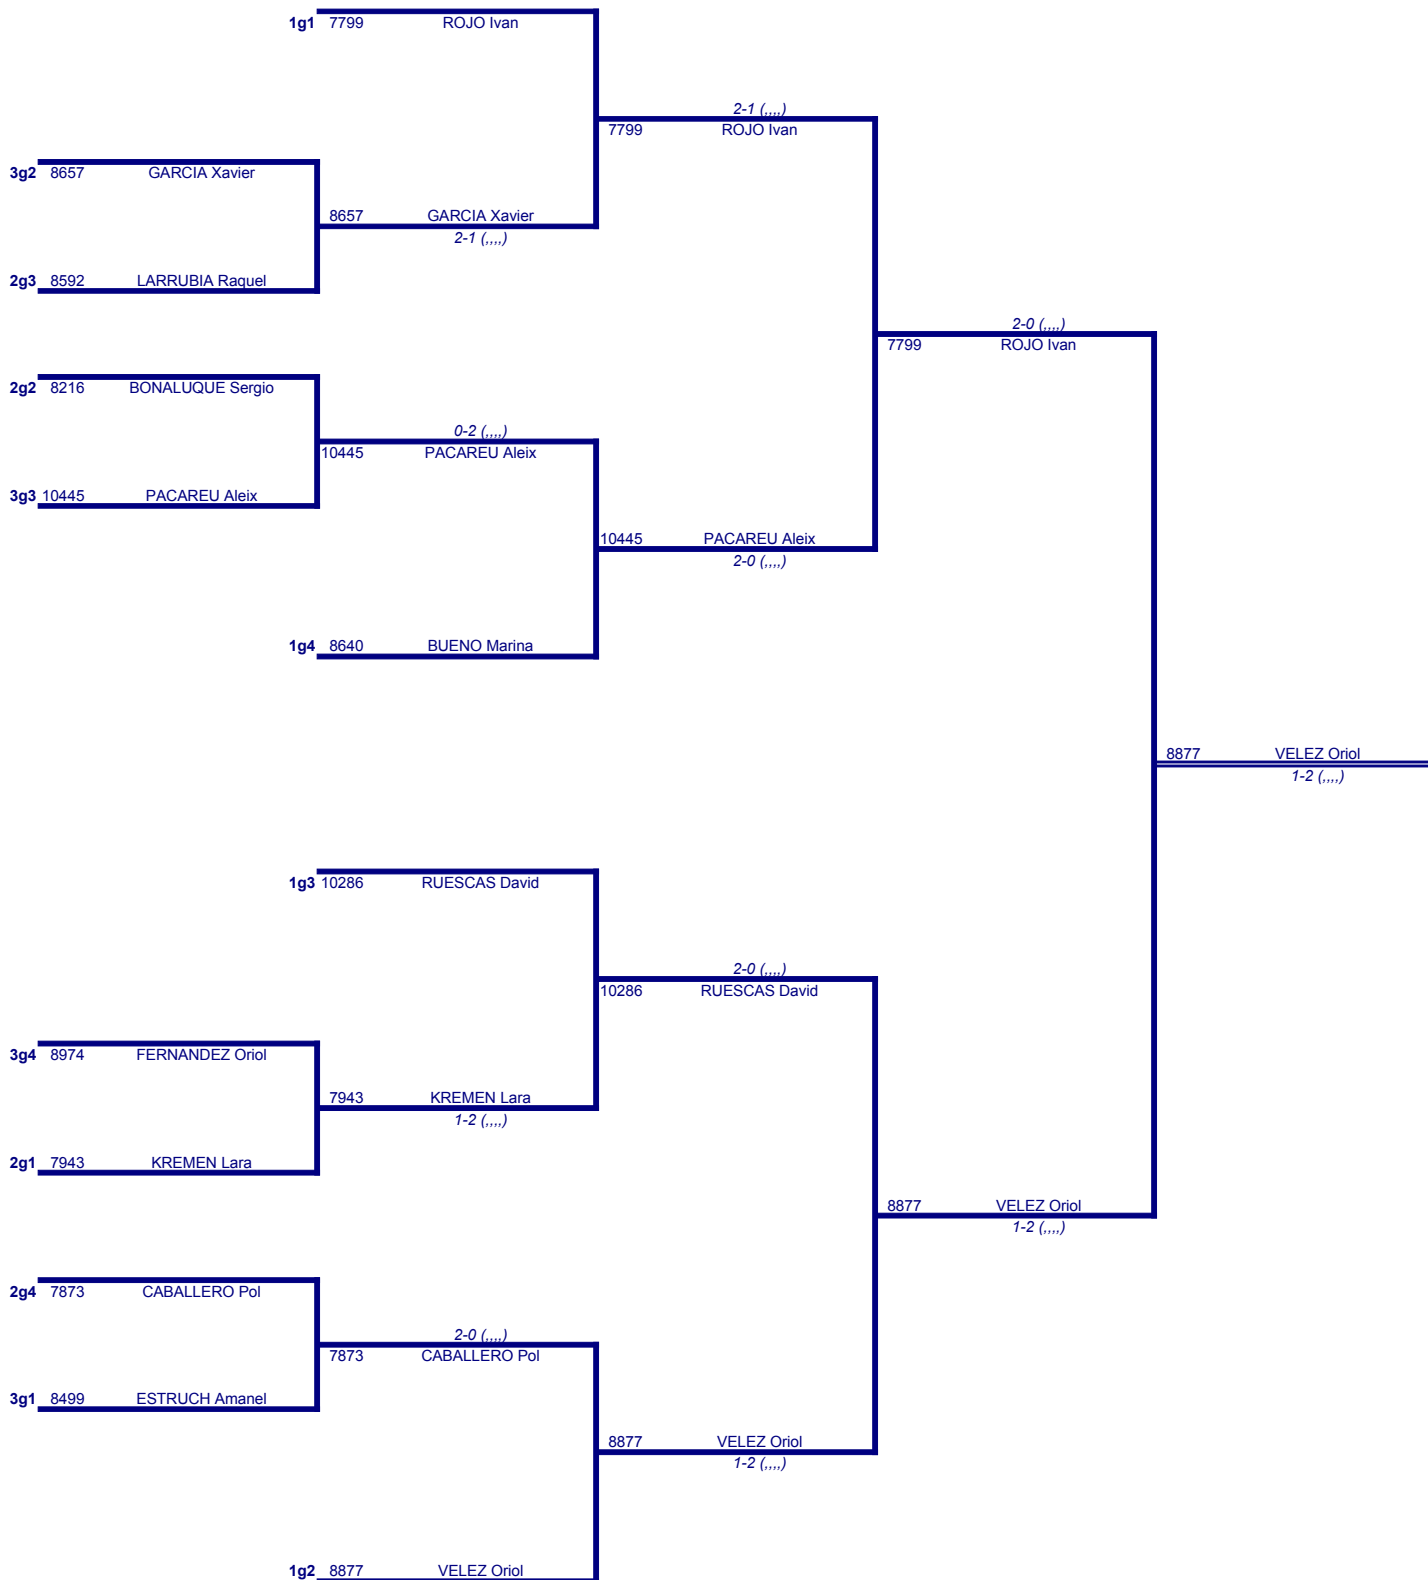 1g1 7799 ROJO Ivan
2-1 (,,,,)
7799 ROJO Ivan
3g2 8657 GARCIA Xavier
8657 GARCIA Xavier
2-1 (,,,,)
2g3 8592 LARRUBIA Raquel
2-0 (,,,,)
7799 ROJO Ivan
2g2 8216 BONALUQUE Sergio
0-2 (,,,,)
10445 PACAREU Aleix
3g3 10445 PACAREU Aleix
10445 PACAREU Aleix
2-0 (,,,,)
1g4 8640 BUENO Marina
8877 VELEZ Oriol
1-2 (,,,,)
1g3 10286 RUESCAS David
2-0 (,,,,)
10286 RUESCAS David
3g4 8974 FERNANDEZ Oriol
7943 KREMEN Lara
1-2 (,,,,)
2g1 7943 KREMEN Lara
8877 VELEZ Oriol
1-2 (,,,,)
2g4 7873 CABALLERO Pol
2-0 (,,,,)
7873 CABALLERO Pol
3g1 8499 ESTRUCH Amanel
8877 VELEZ Oriol
1-2 (,,,,)
1g2 8877 VELEZ Oriol